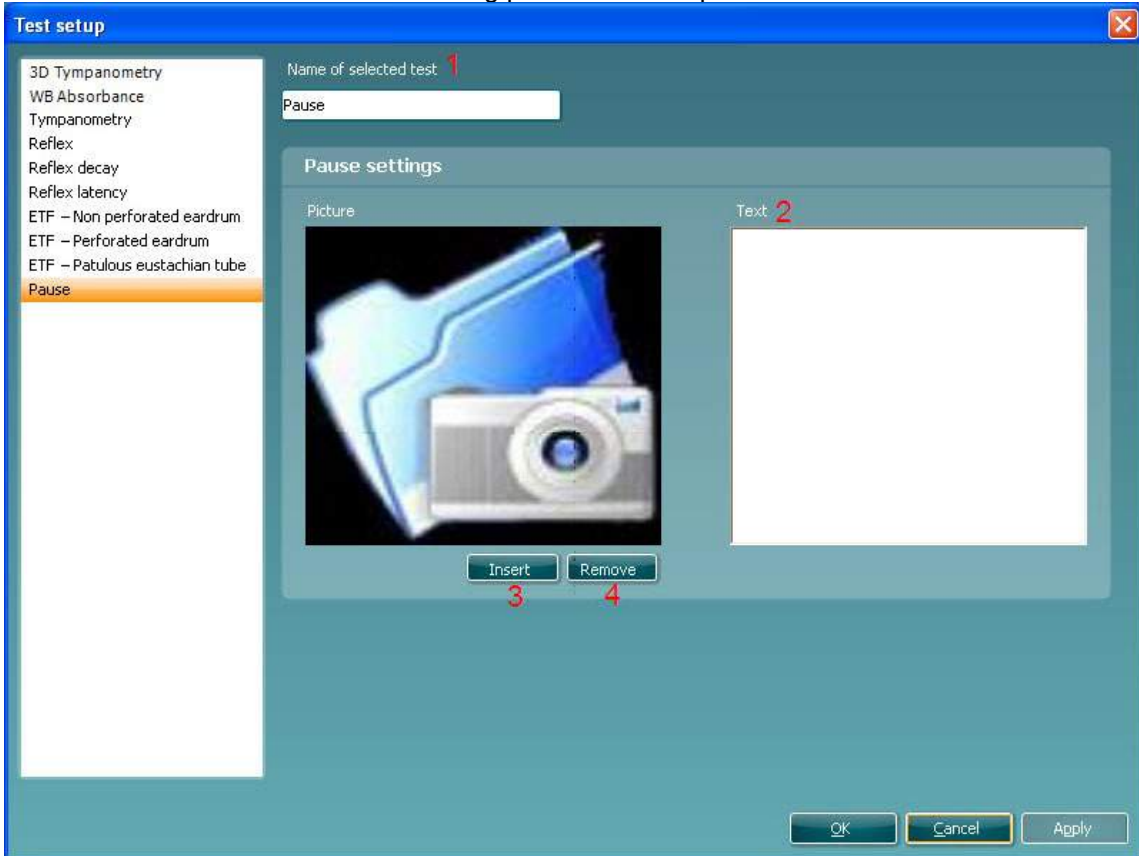 Test setup
3D Tympanometry
WB Absorbance
Tympanometry
Reflex
Reflex decay
Reflex latency
ETF – Non perforated eardrum
ETF – Perforated eardrum
ETF – Patulous eustachian tube
Pause
Name of selected test 1
Pause
Pause settings
Picture
Text 2
Insert Remove
3 4
OK Cancel Apply